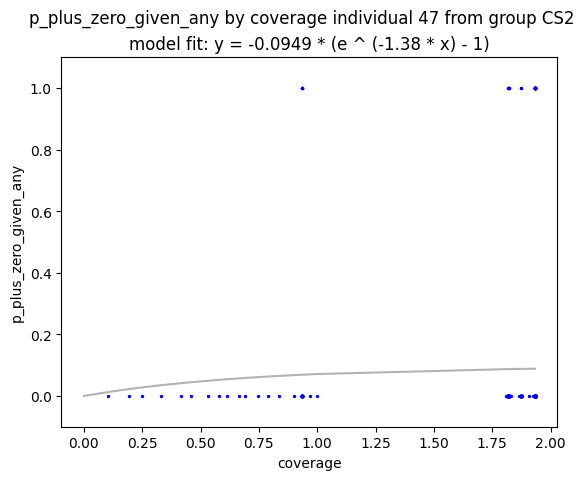 p_plus_zero_given_any by coverage individual 47 from group CS2
model fit: y = -0.0949 * (e ^ (-1.38 * x) - 1)
1.0
0.8
0.6
0.4
0.2
0.0
p_plus_zero_given_any
0.00 0.25 0.50 0.75 1.00 1.25 1.50 1.75 2.00
coverage